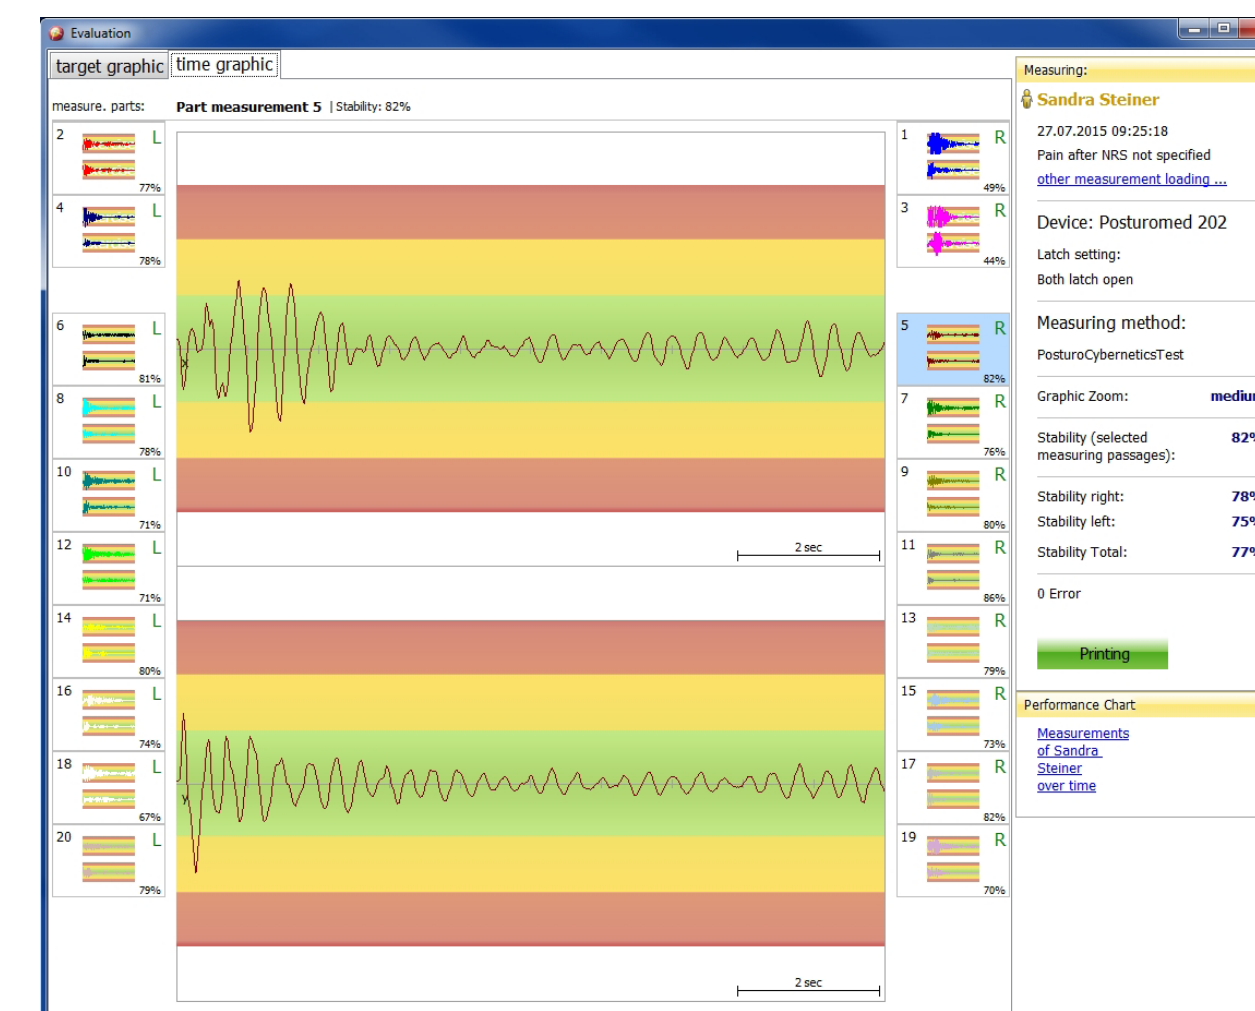 Evaluation
target graphic
time graphic
measure. parts:
Part measurement 5 | Stability: 82%
2 L
77%
4 L
78%
6 L
81%
8 L
78%
10 L
71%
12 L
71%
14 L
80%
16 L
74%
18 L
67%
20 L
79%
x
2 sec
y
2 sec
1 R
49%
3 R
44%
5 R
82%
7 R
76%
9 R
80%
11 R
86%
13 R
79%
15 R
73%
17 R
82%
19 R
70%
Measuring:
Sandra Steiner
27.07.2015 09:25:18
Pain after NRS not specified
other measurement loading ...
Device: Posturomed 202
Latch setting:
Both latch open
Measuring method:
PosturoCyberneticsTest
Graphic Zoom: medium
Stability (selected 82%
measuring passages):
Stability right: 78%
Stability left: 75%
Stability Total: 77%
0 Error
Printing
Performance Chart
Measurements
of Sandra
Steiner
over time